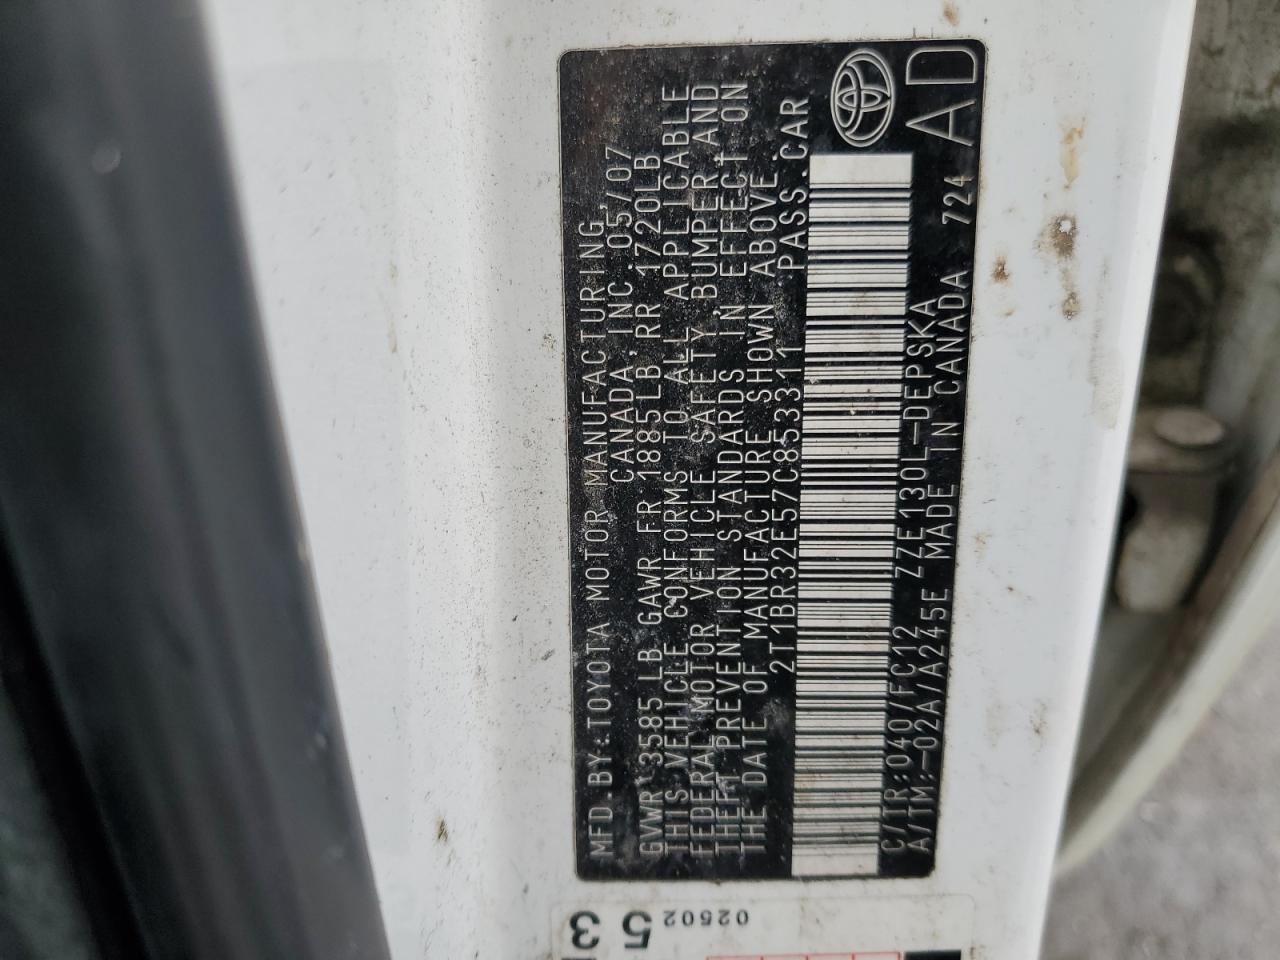 MFD.BY:TOYOTA MOTOR MANUFACTURING,
CANADA, INC. 05/07
GVWR 3585 LB GAWR FR 1885LB,RR 1720LB
THIS VEHICLE CONFORMS TO ALL APPLICABLE
FEDERAL MOTOR VEHICLE SAFETY,BUMPER,AND
THEFT PREVENTION STANDARDS IN EFFECT ON
THE DATE OF MANUFACTURE SHOWN ABOVE.
2T1BR32E57C853311 PASS.CAR
C/TR:040/FC12 ZZE130L-DEPSKA
A/TM:-02A/A245E MADE IN CANADA 724 AD
02502
53